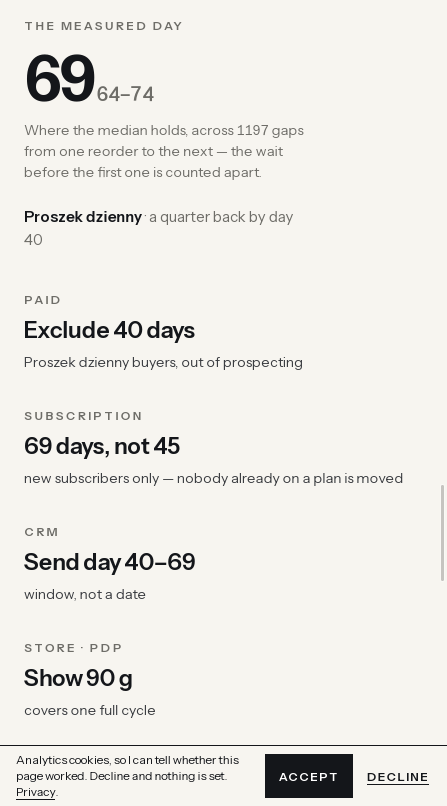 THE MEASURED DAY
69 64–74
Where the median holds, across 1197 gaps
from one reorder to the next — the wait
before the first one is counted apart.
Proszek dzienny · a quarter back by day
40
PAID
Exclude 40 days
Proszek dzienny buyers, out of prospecting
SUBSCRIPTION
69 days, not 45
new subscribers only — nobody already on a plan is moved
CRM
Send day 40–69
window, not a date
STORE · PDP
Show 90 g
covers one full cycle
Analytics cookies, so I can tell whether this
page worked. Decline and nothing is set.
Privacy.
ACCEPT
DECLINE